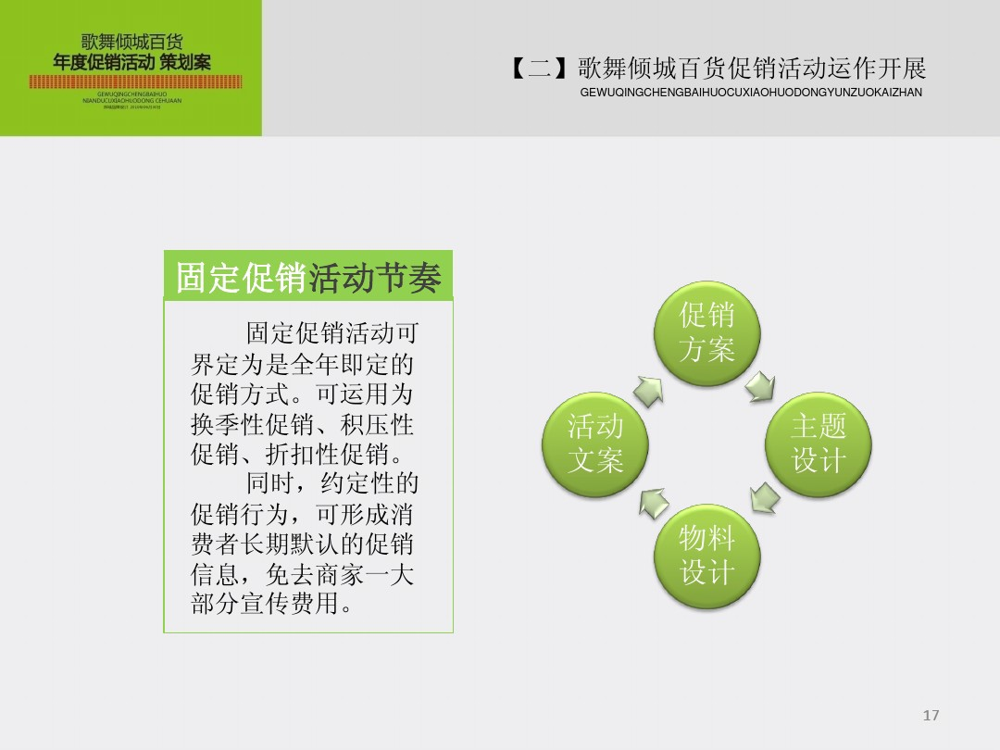 歌舞倾城百货
年度促销活动 策划案
GEWUQINGCHENGBAIHUO
NIANDUCUXIAOHUODONG CEHUAAN
【二】歌舞倾城百货促销活动运作开展
GEWUQINGCHENGBAIHUOCUXIAOHUODONGYUNZUOKAIZHAN
固定促销活动节奏
固定促销活动可
界定为是全年即定的
促销方式。可运用为
换季性促销、积压性
促销、折扣性促销。
同时，约定性的
促销行为，可形成消
费者长期默认的促销
信息，免去商家一大
部分宣传费用。
促销
方案
主题
设计
物料
设计
活动
文案
17